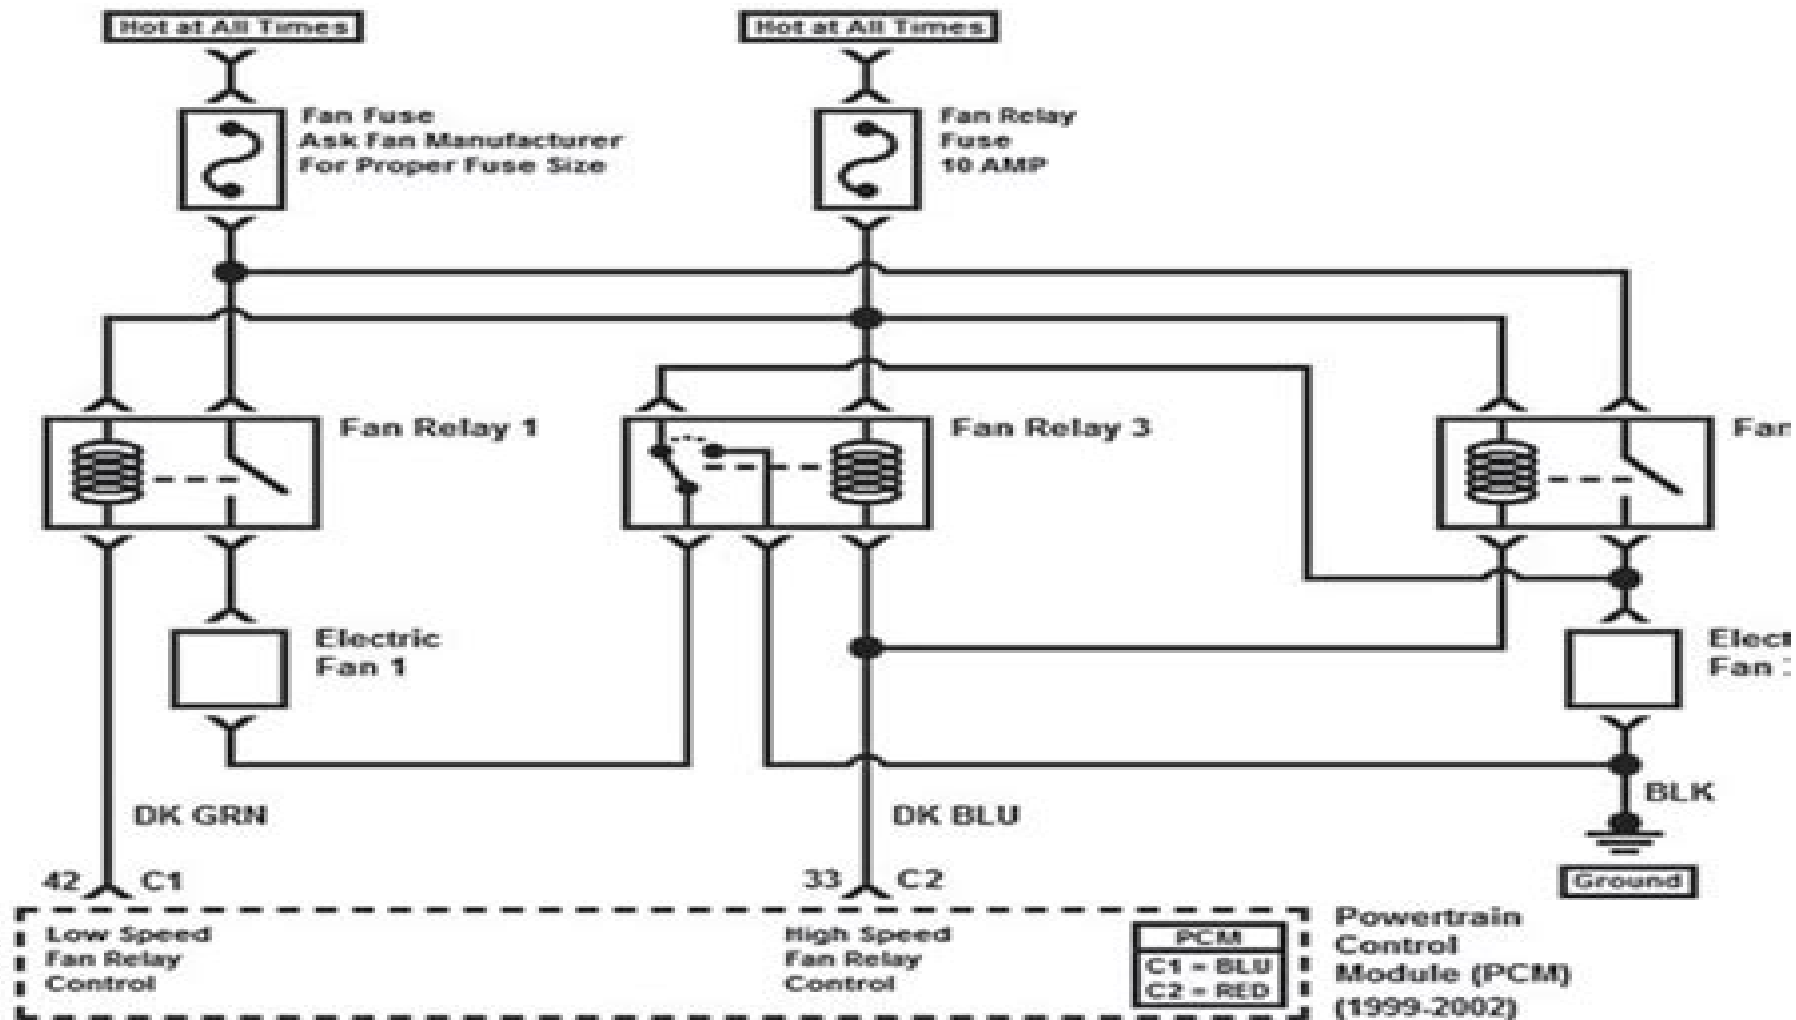 Hot at All Times
Hot at All Times
Fan Fuse
Ask Fan Manufacturer
For Proper Fuse Size
Fan Relay
Fuse
10 AMP
Fan Relay 1
Fan Relay 3
Fan
Electric
Fan 1
Elect
Fan
DK GRN
DK BLU
BLK
42
C1
33
C2
Ground
Low Speed
Fan Relay
Control
High Speed
Fan Relay
Control
PCM
C1 = BLU
C2 = RED
Powertrain
Control
Module (PCM)
(1999-2002)